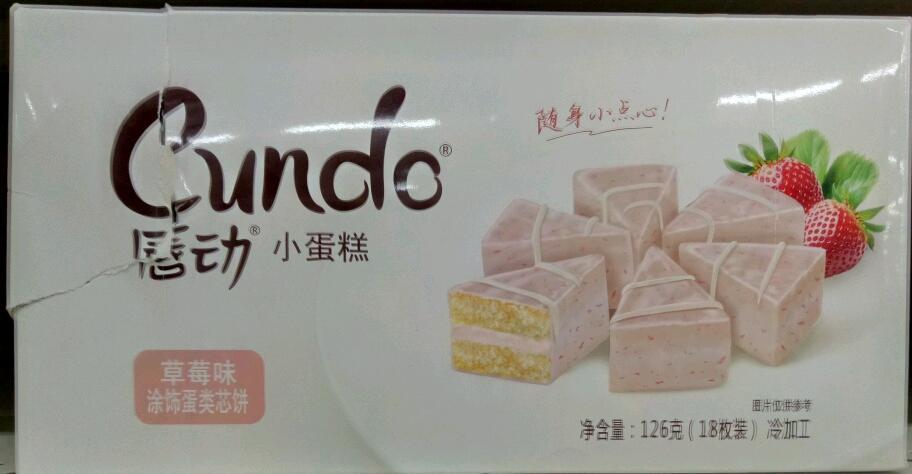 Cundo®
唇动® 小蛋糕
随身小点心!
草莓味
涂饰蛋类芯饼
图片仅供参考
净含量：126克（18枚装） 冷加工